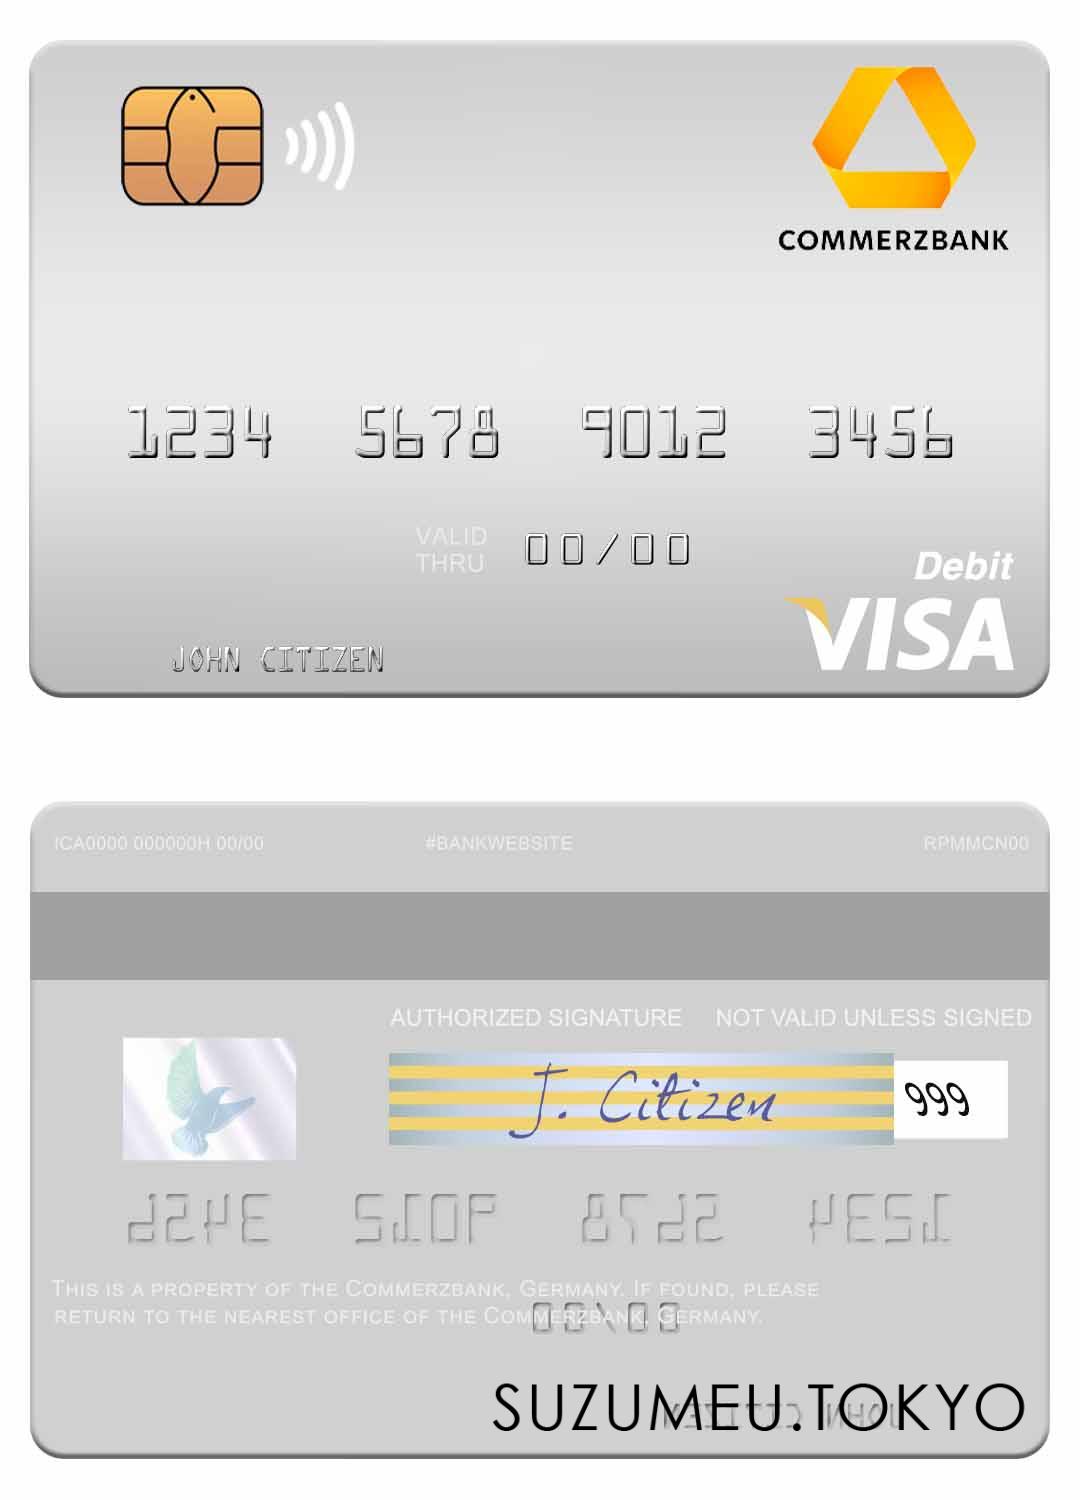 COMMERZBANK
1234 5678 9012 3456
VALID
THRU
00/00
Debit
VISA
JOHN CITIZEN
ICA0000 000000H 00/00 #BANKWEBSITE RPMMCN00
AUTHORIZED SIGNATURE NOT VALID UNLESS SIGNED
J. Citizen 999
THIS IS A PROPERTY OF THE COMMERZBANK, GERMANY. IF FOUND, PLEASE
RETURN TO THE NEAREST OFFICE OF THE COMMERZBANK, GERMANY.
SUZUMEU.TOKYO